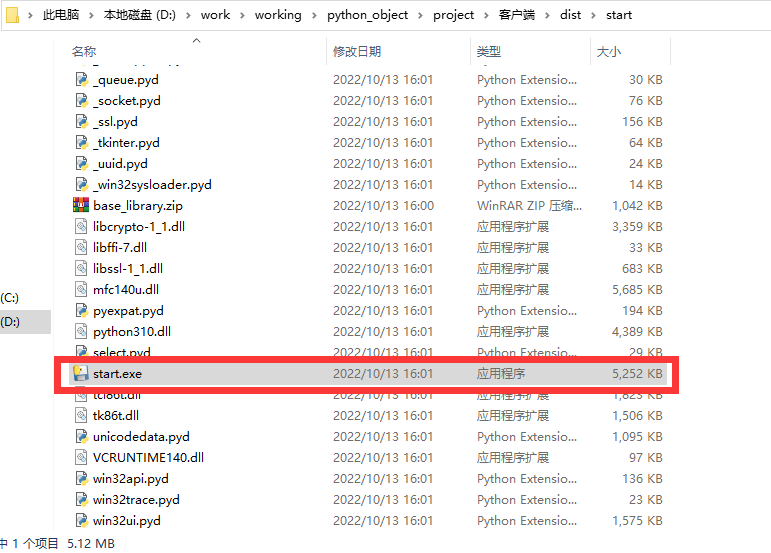 此电脑 › 本地磁盘 (D:) › work › working › python_object › project › 客户端 › dist › start
名称 修改日期 类型 大小
_queue.pyd 2022/10/13 16:01 Python Extensio... 30 KB
_socket.pyd 2022/10/13 16:01 Python Extensio... 76 KB
_ssl.pyd 2022/10/13 16:01 Python Extensio... 156 KB
_tkinter.pyd 2022/10/13 16:01 Python Extensio... 64 KB
_uuid.pyd 2022/10/13 16:01 Python Extensio... 24 KB
_win32sysloader.pyd 2022/10/13 16:01 Python Extensio... 14 KB
base_library.zip 2022/10/13 16:00 WinRAR ZIP 压缩... 1,042 KB
libcrypto-1_1.dll 2022/10/13 16:01 应用程序扩展 3,359 KB
libffi-7.dll 2022/10/13 16:01 应用程序扩展 33 KB
libssl-1_1.dll 2022/10/13 16:01 应用程序扩展 683 KB
mfc140u.dll 2022/10/13 16:01 应用程序扩展 5,685 KB
(C:)
pyexpat.pyd 2022/10/13 16:01 Python Extensio... 194 KB
(D:)
python310.dll 2022/10/13 16:01 应用程序扩展 4,389 KB
select.pyd 2022/10/13 16:01 Python Extensio... 29 KB
start.exe 2022/10/13 16:01 应用程序 5,252 KB
tcl86t.dll 2022/10/13 16:01 应用程序扩展 1,823 KB
tk86t.dll 2022/10/13 16:01 应用程序扩展 1,506 KB
unicodedata.pyd 2022/10/13 16:01 Python Extensio... 1,095 KB
VCRUNTIME140.dll 2022/10/13 16:01 应用程序扩展 97 KB
win32api.pyd 2022/10/13 16:01 Python Extensio... 136 KB
win32trace.pyd 2022/10/13 16:01 Python Extensio... 23 KB
win32ui.pyd 2022/10/13 16:01 Python Extensio... 1,575 KB
中 1 个项目 5.12 MB